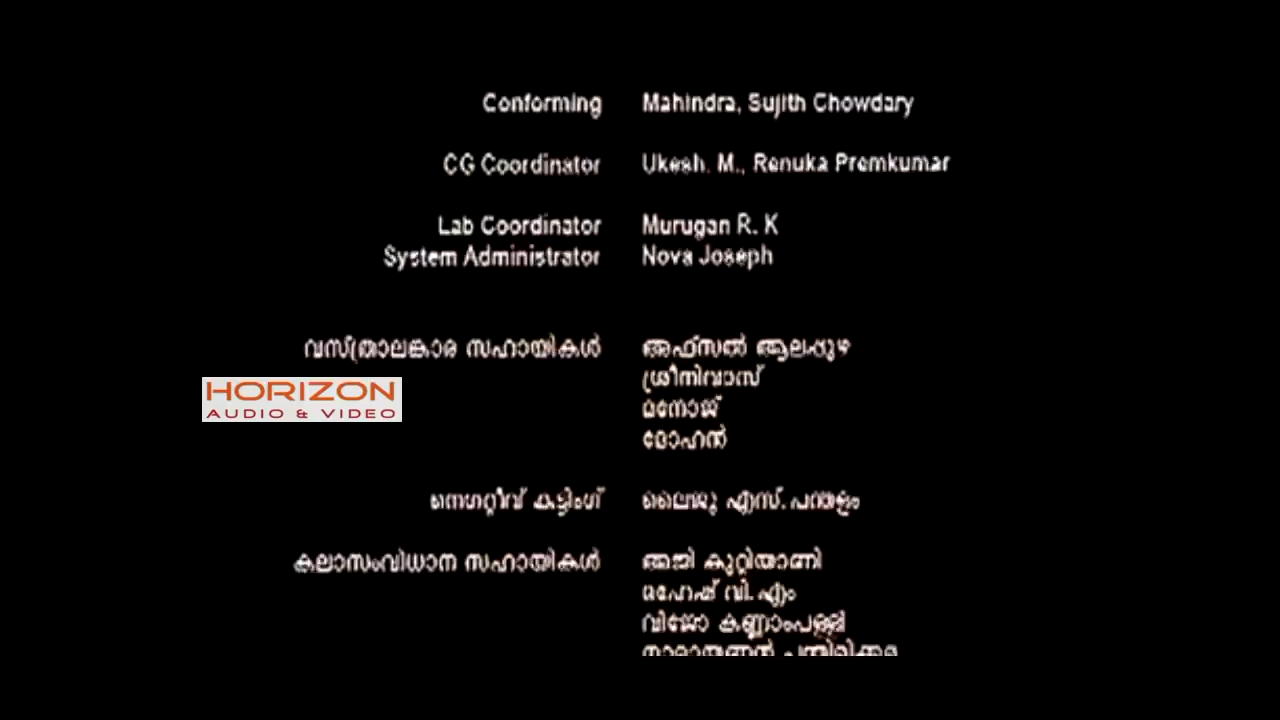 Conforming Mahindra, Sujith Chowdary
CG Coordinator Ukesh. M., Renuka Premkumar
Lab Coordinator Murugan R. K
System Administrator Nova Joseph
വസ്ത്രാലങ്കാര സഹായികൾ അഫ്സൽ ആലപ്പുഴ
ശ്രീനിവാസ്
HORIZON
AUDIO & VIDEO
മനോജ്
മോഹൻ
നെഗറ്റീവ് കട്ടിംഗ് ലൈജു എസ്. പന്തളം
കലാസംവിധാന സഹായികൾ അജി കുറ്റിയാണി
മഹേഷ് വി. എം
വിജോ കണ്ണാംപള്ളി